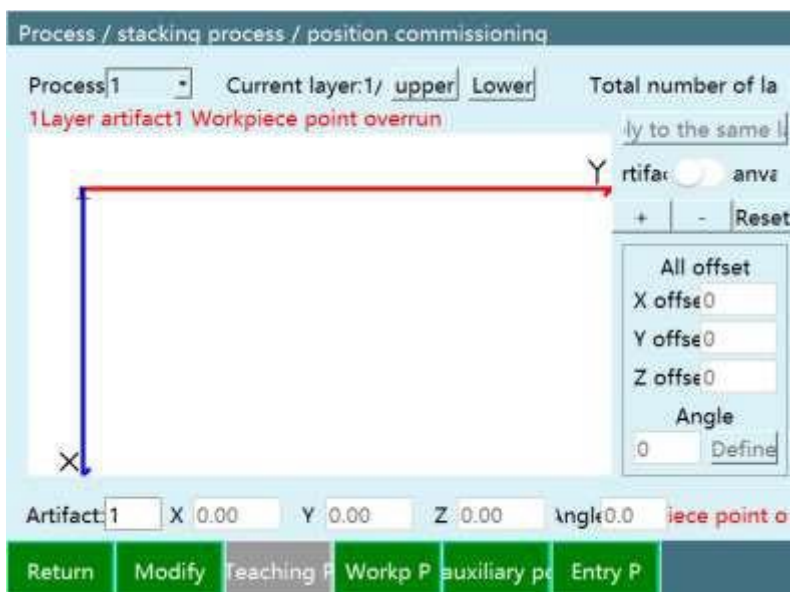 Process / stacking process / position commissioning
Process 1 Current layer:1/ upper Lower Total number of la
1Layer artifact1 Workpiece point overrun
ly to the same l
Y rtifac anva
+ - Reset
All offset
X offse 0
Y offse 0
Z offse 0
Angle
X 0 Define
Artifact: 1 X 0.00 Y 0.00 Z 0.00 Angle 0.0 iece point o
Return Modify Teaching P Workp P auxiliary po Entry P